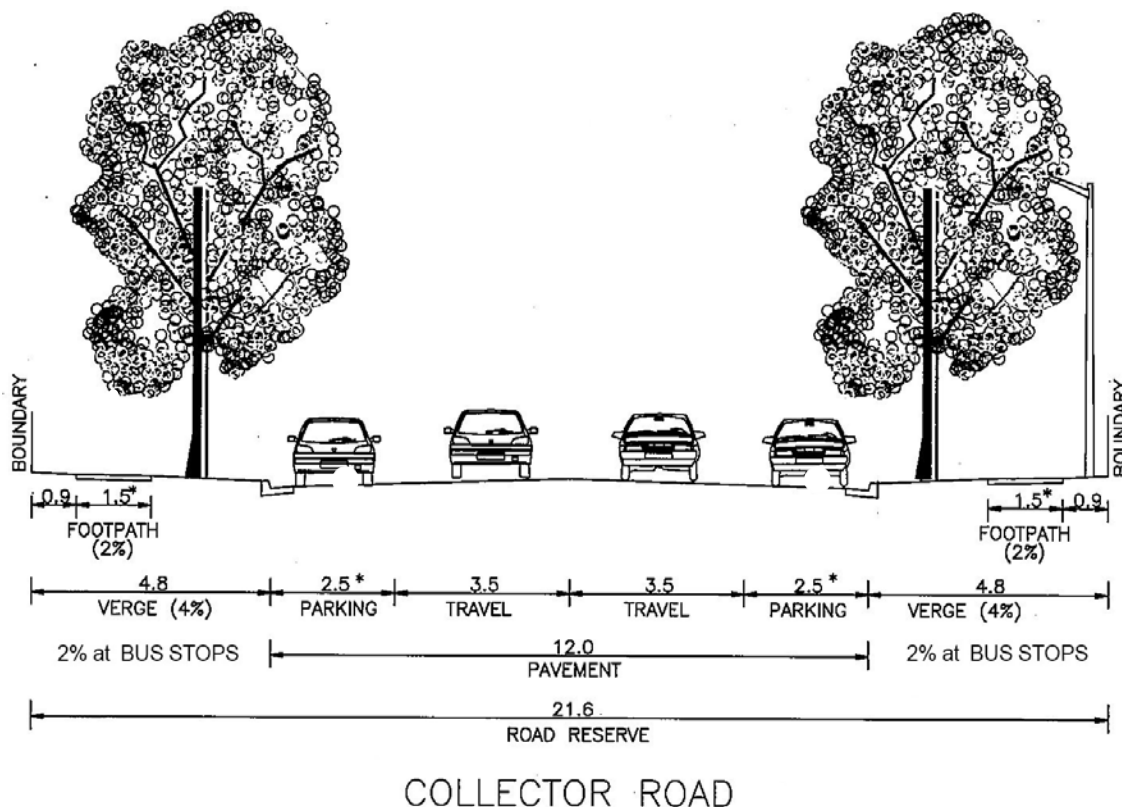 BOUNDARY
BOUNDARY
0.9 1.5* 1.5* 0.9
FOOTPATH
(2%)
FOOTPATH
(2%)
4.8 2.5* 3.5 3.5 2.5* 4.8
VERGE (4%) PARKING TRAVEL TRAVEL PARKING VERGE (4%)
2% at BUS STOPS 12.0 2% at BUS STOPS
PAVEMENT
21.6
ROAD RESERVE
COLLECTOR ROAD